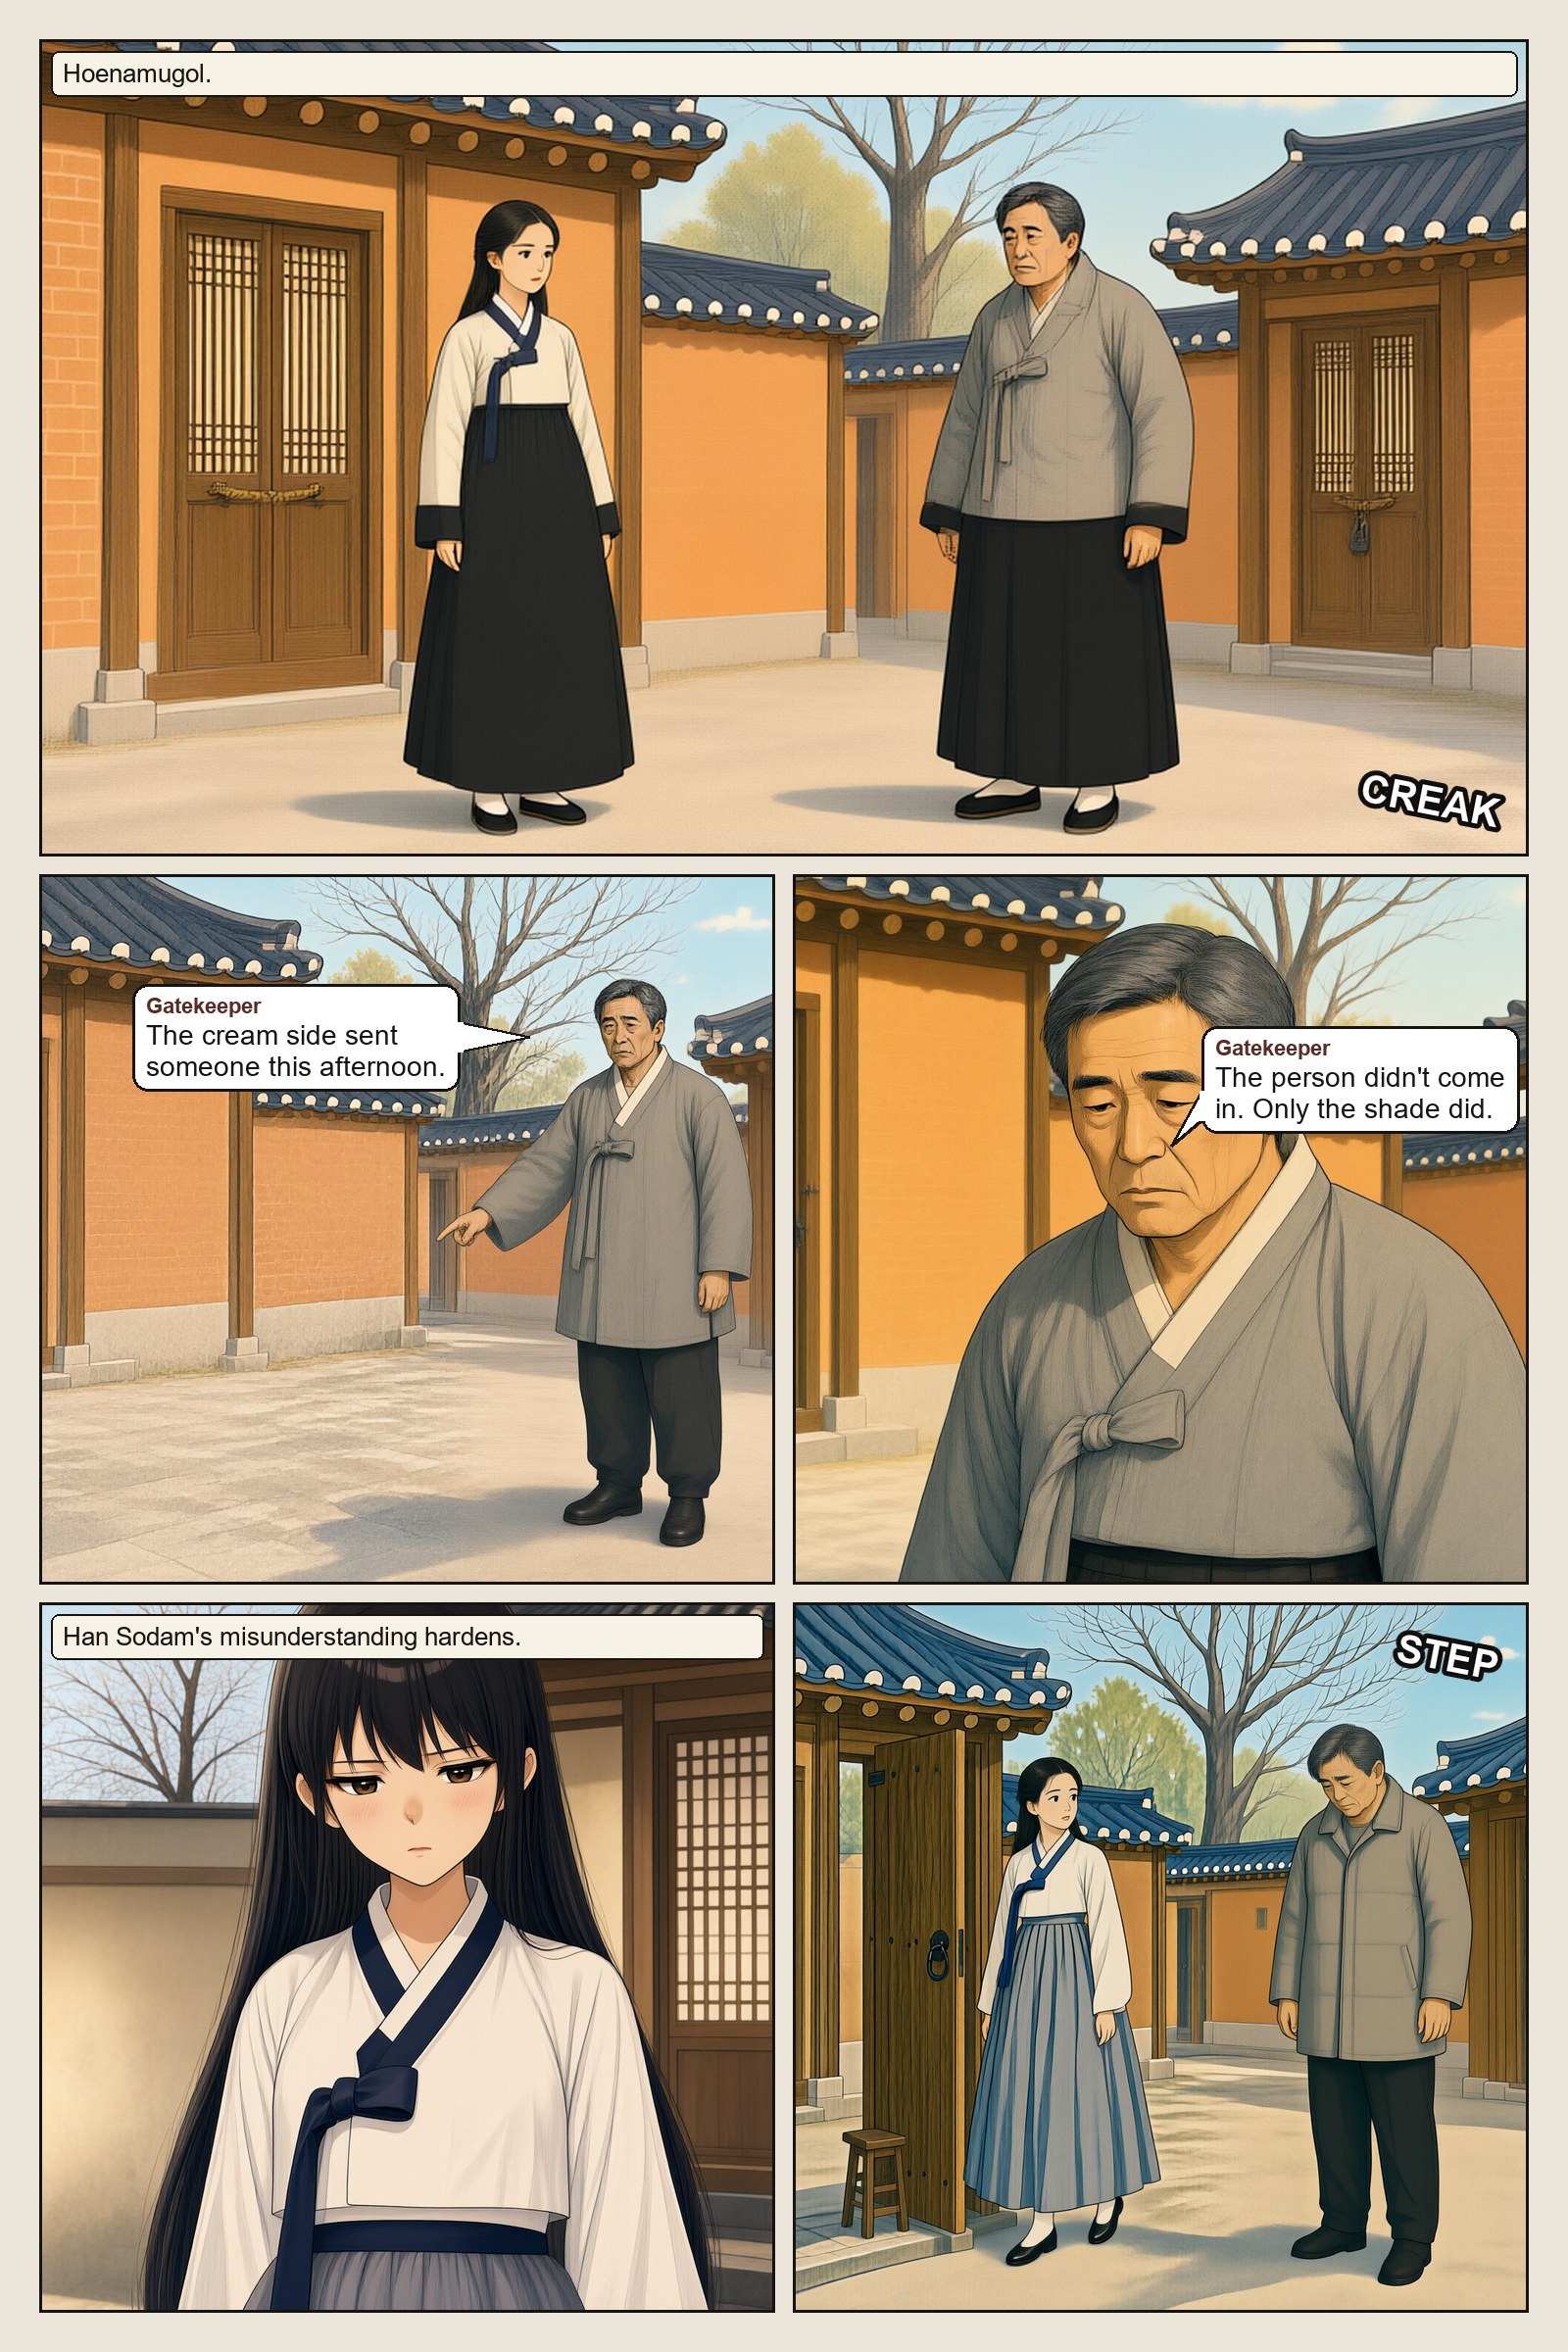 Hoenamugol.
CREAK
Gatekeeper
The cream side sent
someone this afternoon.
Gatekeeper
The person didn't come
in. Only the shade did.
Han Sodam's misunderstanding hardens.
STEP